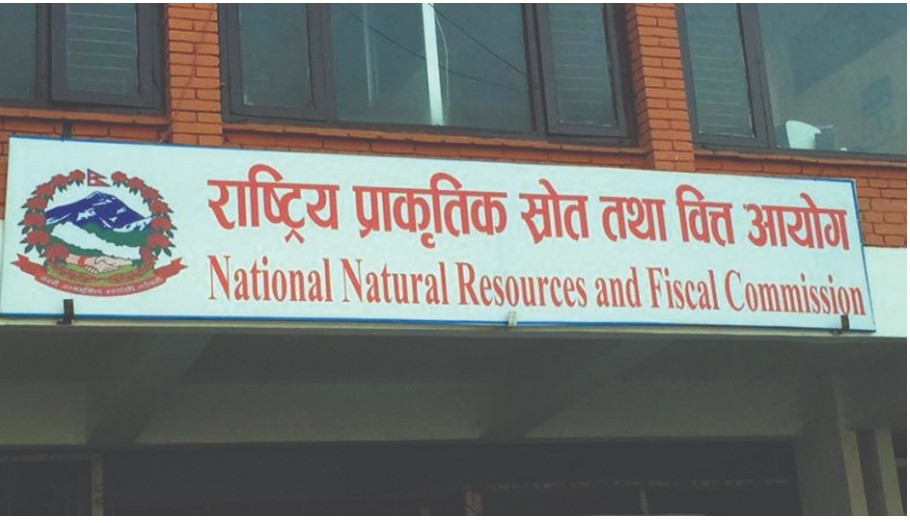 राष्ट्रिय प्राकृतिक स्रोत तथा वित्त आयोग
National Natural Resources and Fiscal Commission